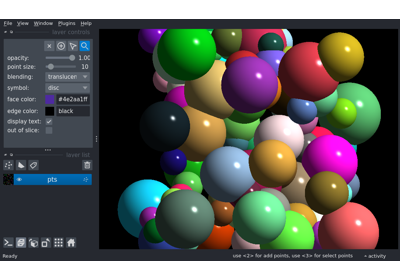 File View Window Plugins Help
layer controls
opacity: 1.00
point size: 10
blending: translucen
symbol: disc
face color: #4e2aa1ff
edge color: black
display text:
out of slice:
layer list
pts
Ready use <2> for add points, use <3> for select points activity